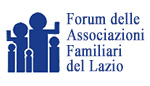 Forum delle
Associazioni
Familiari
del Lazio